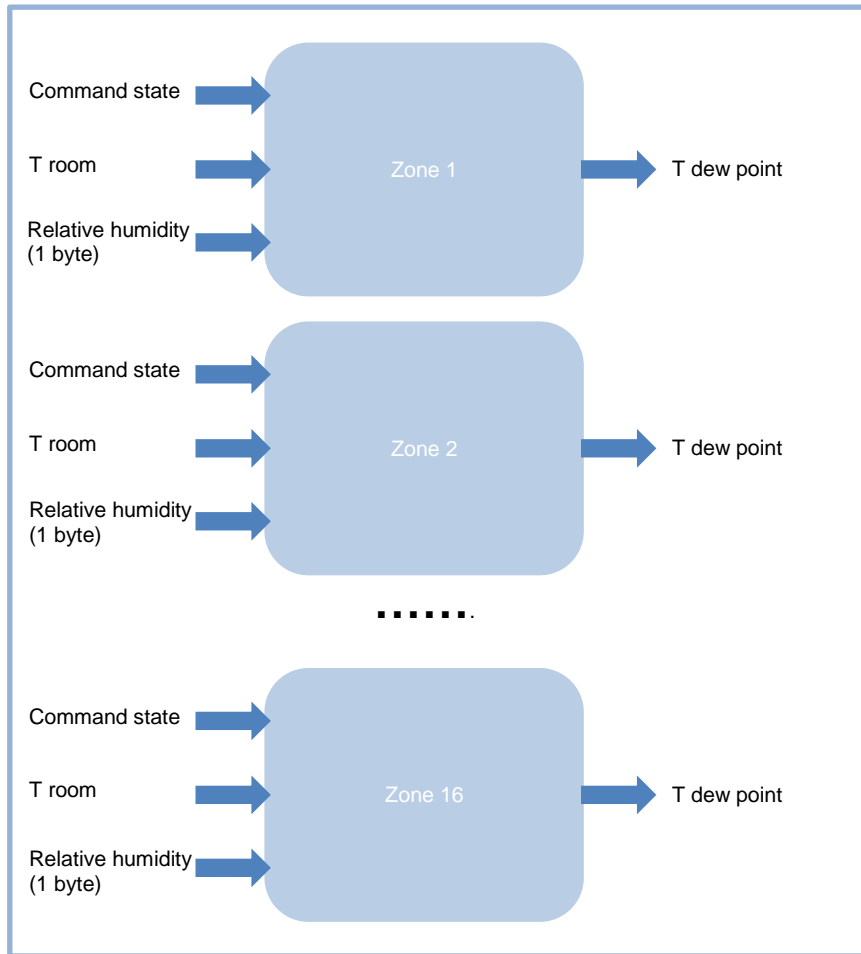 Command state
T room
Zone 1
T dew point
Relative humidity
(1 byte)
Command state
T room
Zone 2
T dew point
Relative humidity
(1 byte)
.......
Command state
T room
Zone 16
T dew point
Relative humidity
(1 byte)